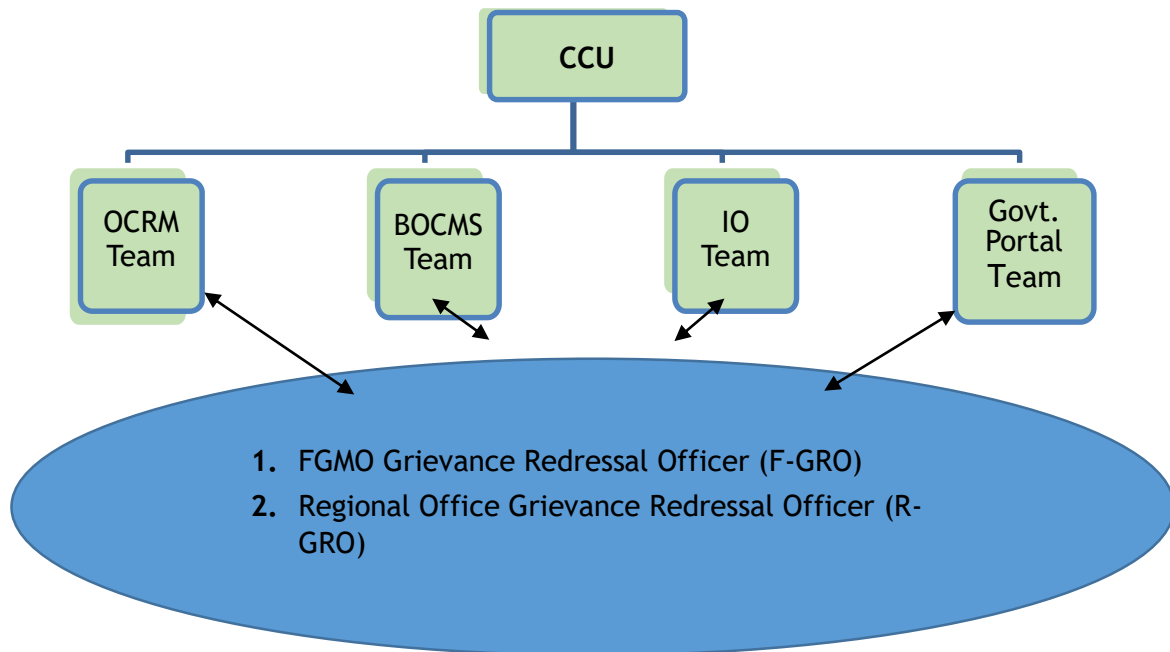 CCU
OCRM
Team
BOCMS
Team
IO
Team
Govt.
Portal
Team
1. FGMO Grievance Redressal Officer (F-GRO)
2. Regional Office Grievance Redressal Officer (R-
GRO)